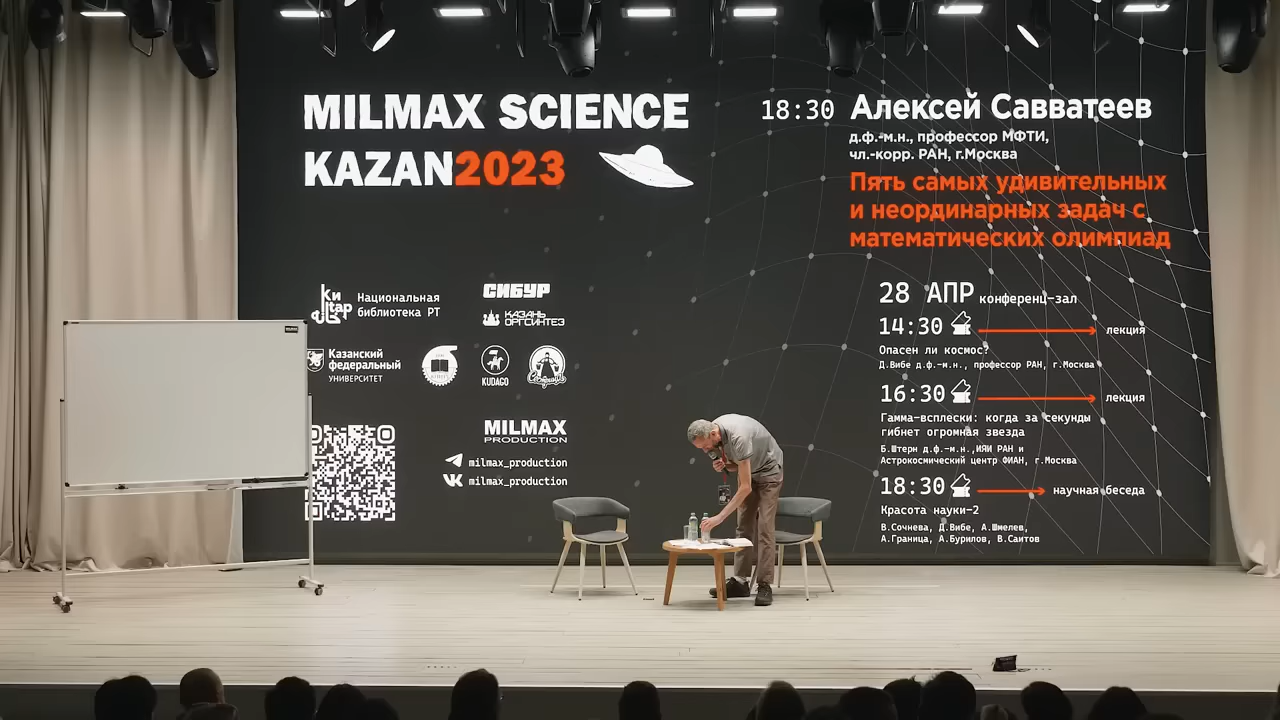 MILMAX SCIENCE
KAZAN2023
18:30 Алексей Савватеев
д.ф.-м.н., профессор МФТИ,
чл.-корр. РАН, г.Москва
Пять самых удивительных
и неординарных задач с
математических олимпиад
Национальная
библиотека РТ
СИБУР
КАЗАНЬ
ОРГСИНТЕЗ
Казанский
федеральный
УНИВЕРСИТЕТ
KUDAGO
MILMAX
PRODUCTION
milmax_production
milmax_production
28 АПР конференц-зал
14:30 лекция
Опасен ли космос?
Д.Вибе д.ф.-м.н., профессор РАН, г.Москва
16:30 лекция
Гамма-всплески: когда за секунды
гибнет огромная звезда
Б.Штерн д.ф.-м.н.,ИЯИ РАН и
Астрокосмический центр ФИАН, г.Москва
18:30 научная беседа
Красота науки-2
В.Сочнева, Д.Вибе, А.Шмелев,
А.Граница, А.Бурилов, В.Саитов